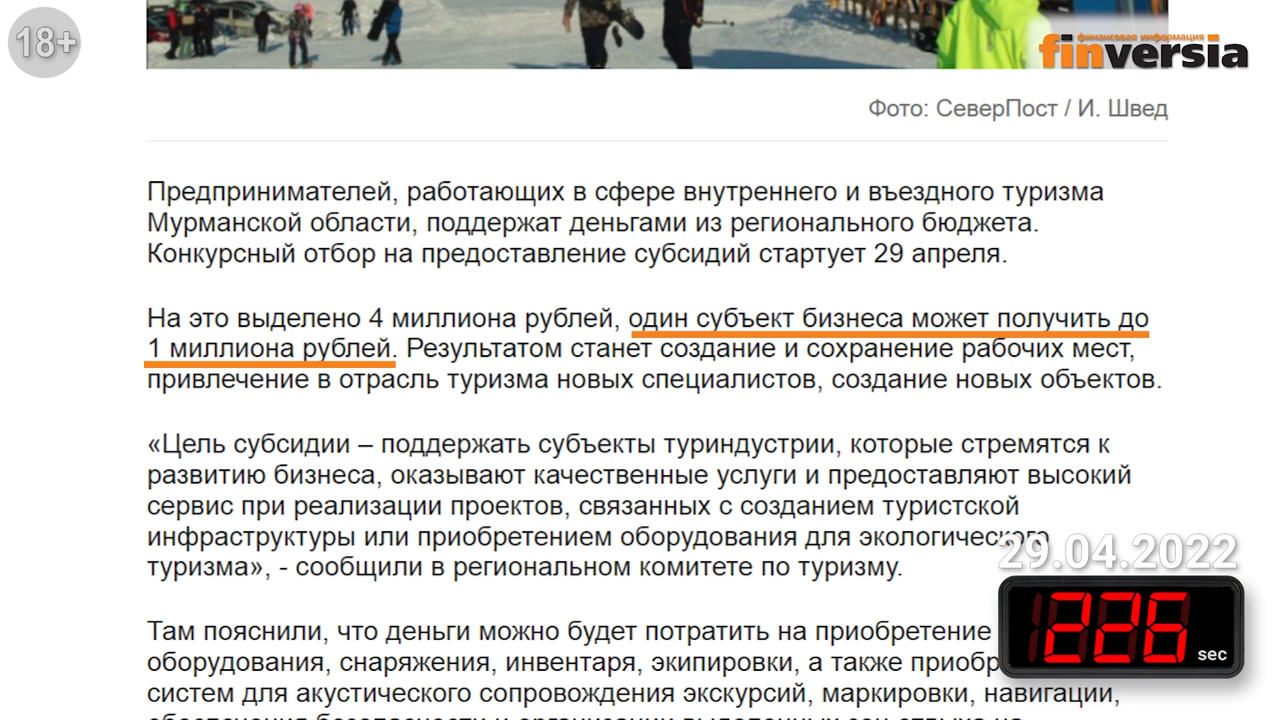 18+
финансовая информация
finversia
Фото: СеверПост / И. Швед
Предпринимателей, работающих в сфере внутреннего и въездного туризма
Мурманской области, поддержат деньгами из регионального бюджета.
Конкурсный отбор на предоставление субсидий стартует 29 апреля.
На это выделено 4 миллиона рублей, один субъект бизнеса может получить до
1 миллиона рублей. Результатом станет создание и сохранение рабочих мест,
привлечение в отрасль туризма новых специалистов, создание новых объектов.
«Цель субсидии – поддержать субъекты туриндустрии, которые стремятся к
развитию бизнеса, оказывают качественные услуги и предоставляют высокий
сервис при реализации проектов, связанных с созданием туристской
инфраструктуры или приобретением оборудования для экологического
туризма», - сообщили в региональном комитете по туризму.
29.04.2022
226 sec
Там пояснили, что деньги можно будет потратить на приобретение
оборудования, снаряжения, инвентаря, экипировки, а также
систем для акустического сопровождения экскурсий, маркировки, навигации,